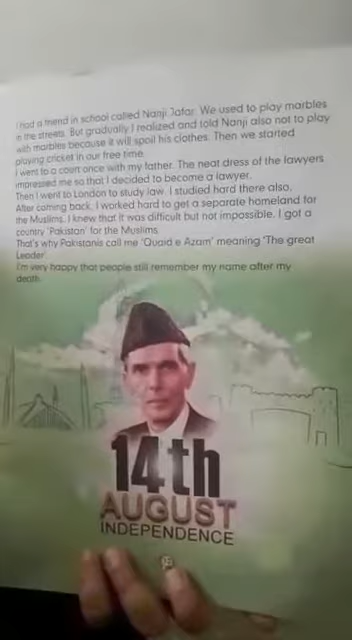 I had a friend in school called Nanji Jafar. We used to play marbles
in the streets. But gradually I realized and told Nanji also not to play
with marbles because it will spoil his clothes. Then we started
playing cricket in our free time.
I went to a court once with my father. The neat dress of the lawyers
impressed me so that I decided to become a lawyer.
Then I went to London to study law. I studied hard there also.
After coming back, I worked hard to get a separate homeland for
the Muslims. I knew that it was difficult but not impossible. I got a
country 'Pakistan' for the Muslims.
That's why Pakistanis call me 'Quaid e Azam' meaning 'The great
Leader'.
I'm very happy that people still remember my name after my
death.
14th
AUGUST
INDEPENDENCE